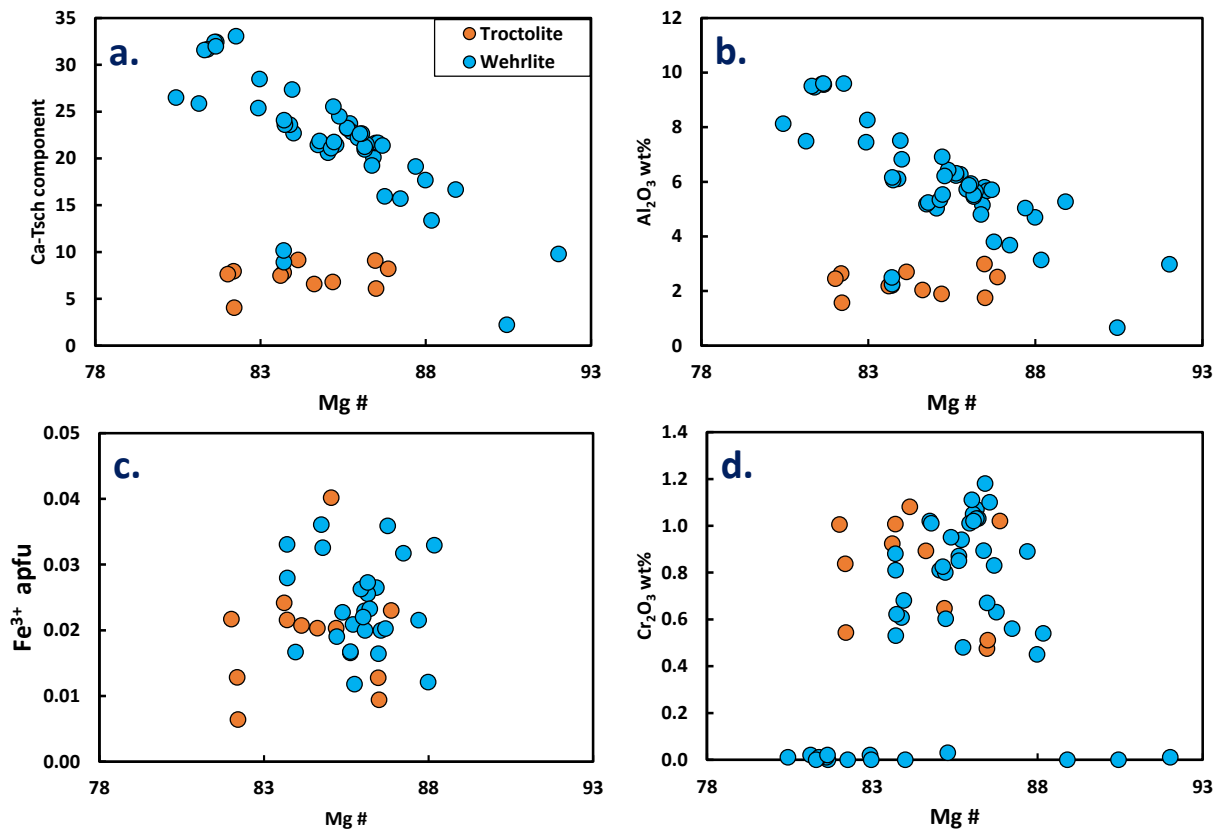 a.
Troctolite
Wehrlite
Ca-Tsch component
35
30
25
20
15
10
5
0
78 83 88 93
Mg #
b.
Al₂O₃ wt%
12
10
8
6
4
2
0
78 83 88 93
Mg #
c.
Fe³⁺ apfu
0.05
0.04
0.03
0.02
0.01
0.00
78 83 88 93
Mg #
d.
Cr₂O₃ wt%
1.4
1.2
1.0
0.8
0.6
0.4
0.2
0.0
78 83 88 93
Mg #